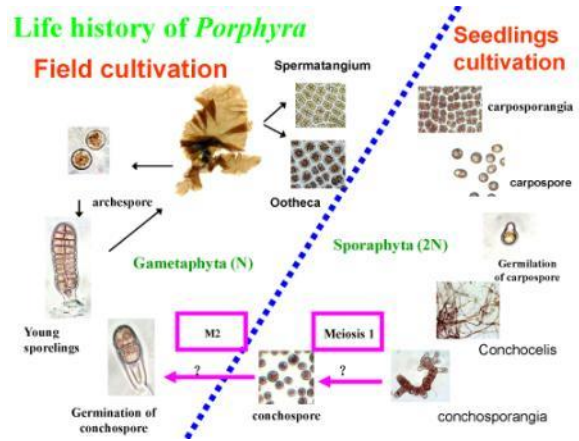 Life history of Porphyra
Seedlings
cultivation
Field cultivation
Spermatangium
carposporangia
carpospore
archespore
Ootheca
Gametaphyta (N)
Sporaphyta (2N)
Germilation
of carpospore
Young
sporelings
M2
Meiosis 1
Conchocelis
?
?
Germination of
conchospore
conchospore
conchosporangia